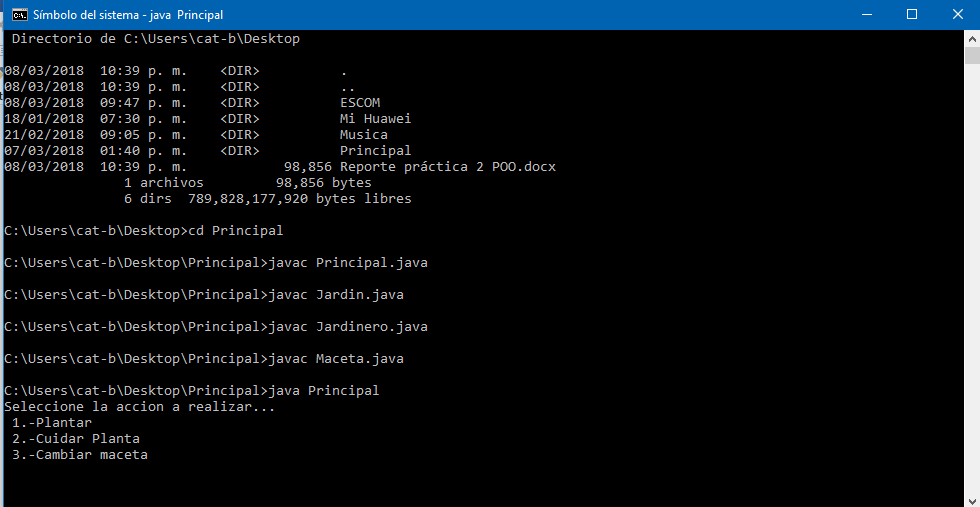 Símbolo del sistema - java  Principal
 Directorio de C:\Users\cat-b\Desktop
08/03/2018  10:39 p. m.    <DIR>          .
08/03/2018  10:39 p. m.    <DIR>          ..
08/03/2018  09:47 p. m.    <DIR>          ESCOM
18/01/2018  07:30 p. m.    <DIR>          Mi Huawei
21/02/2018  09:05 p. m.    <DIR>          Musica
07/03/2018  01:40 p. m.    <DIR>          Principal
08/03/2018  10:39 p. m.            98,856 Reporte práctica 2 POO.docx
               1 archivos         98,856 bytes
               6 dirs  789,828,177,920 bytes libres
C:\Users\cat-b\Desktop>cd Principal
C:\Users\cat-b\Desktop\Principal>javac Principal.java
C:\Users\cat-b\Desktop\Principal>javac Jardin.java
C:\Users\cat-b\Desktop\Principal>javac Jardinero.java
C:\Users\cat-b\Desktop\Principal>javac Maceta.java
C:\Users\cat-b\Desktop\Principal>java Principal
Seleccione la accion a realizar...
 1.-Plantar
 2.-Cuidar Planta
 3.-Cambiar maceta